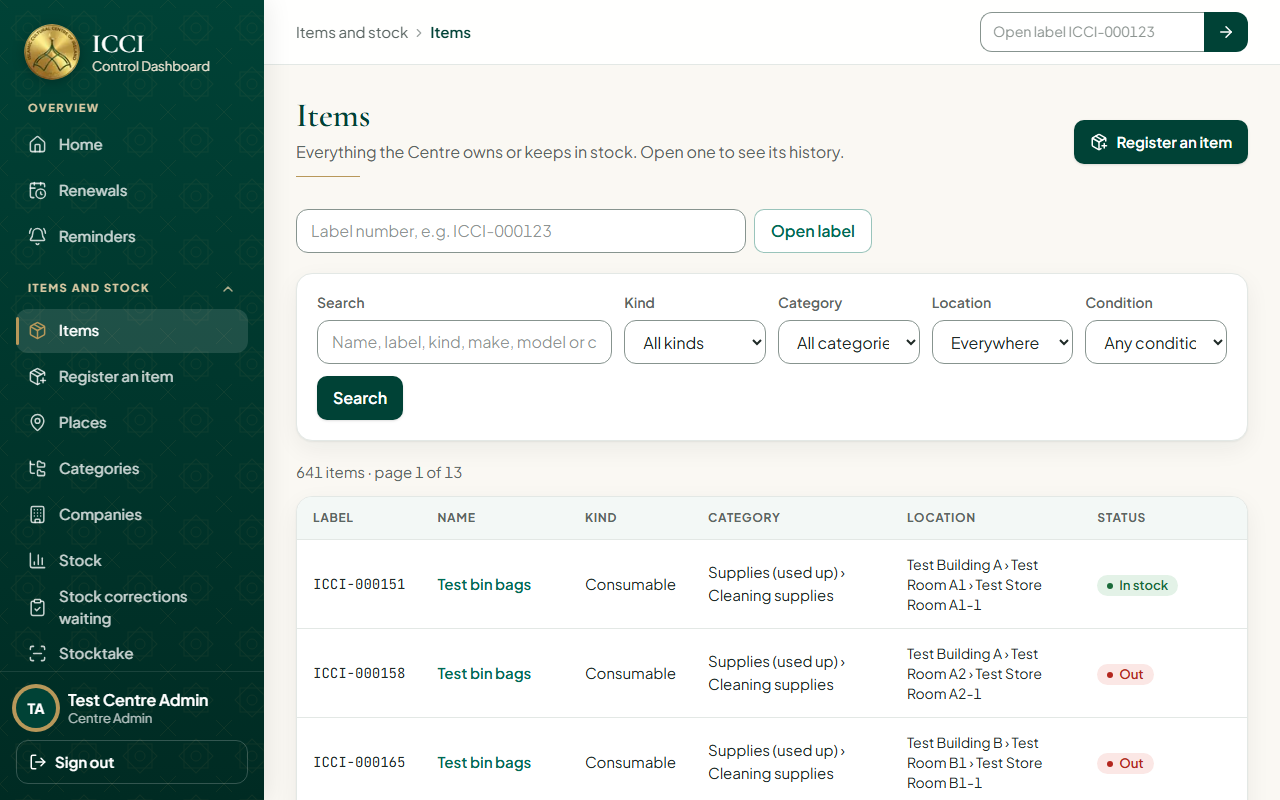 ICCI
Control Dashboard
OVERVIEW
Home
Renewals
Reminders
ITEMS AND STOCK
Items
Register an item
Places
Categories
Companies
Stock
Stock corrections
waiting
Stocktake
TA
Test Centre Admin
Centre Admin
Sign out
Items and stock › Items
Open label ICCI-000123
Items
Everything the Centre owns or keeps in stock. Open one to see its history.
Register an item
Label number, e.g. ICCI-000123
Open label
Search Kind Category Location Condition
Name, label, kind, make, model or c All kinds All categorie Everywhere Any conditic
Search
641 items · page 1 of 13
LABEL NAME KIND CATEGORY LOCATION STATUS
ICCI-000151 Test bin bags Consumable Supplies (used up) ›
Cleaning supplies
Test Building A › Test
Room A1 › Test Store
Room A1-1
In stock
ICCI-000158 Test bin bags Consumable Supplies (used up) ›
Cleaning supplies
Test Building A › Test
Room A2 › Test Store
Room A2-1
Out
ICCI-000165 Test bin bags Consumable Supplies (used up) ›
Cleaning supplies
Test Building B › Test
Room B1 › Test Store
Room B1-1
Out